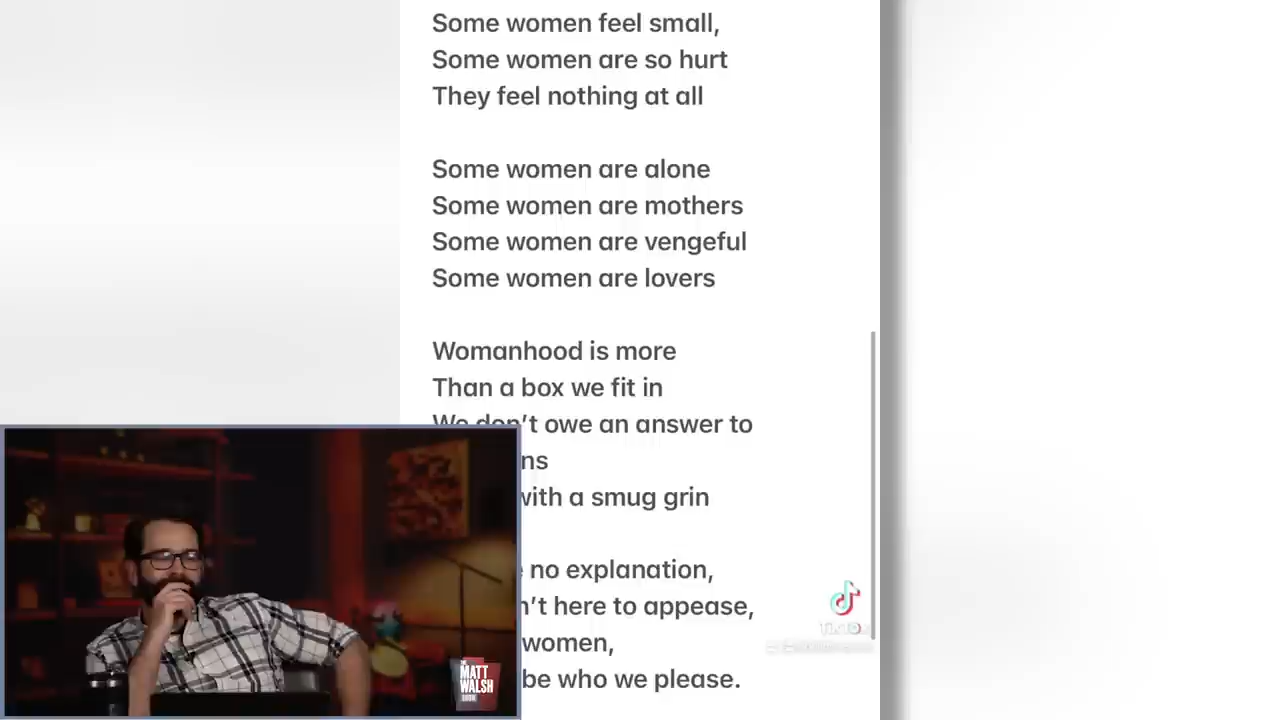 Some women feel small,
Some women are so hurt
They feel nothing at all
Some women are alone
Some women are mothers
Some women are vengeful
Some women are lovers
Womanhood is more
Than a box we fit in
We don't owe an answer to
ns
with a smug grin
no explanation,
n't here to appease,
women,
be who we please.
THE
MATT
WALSH
SHOW